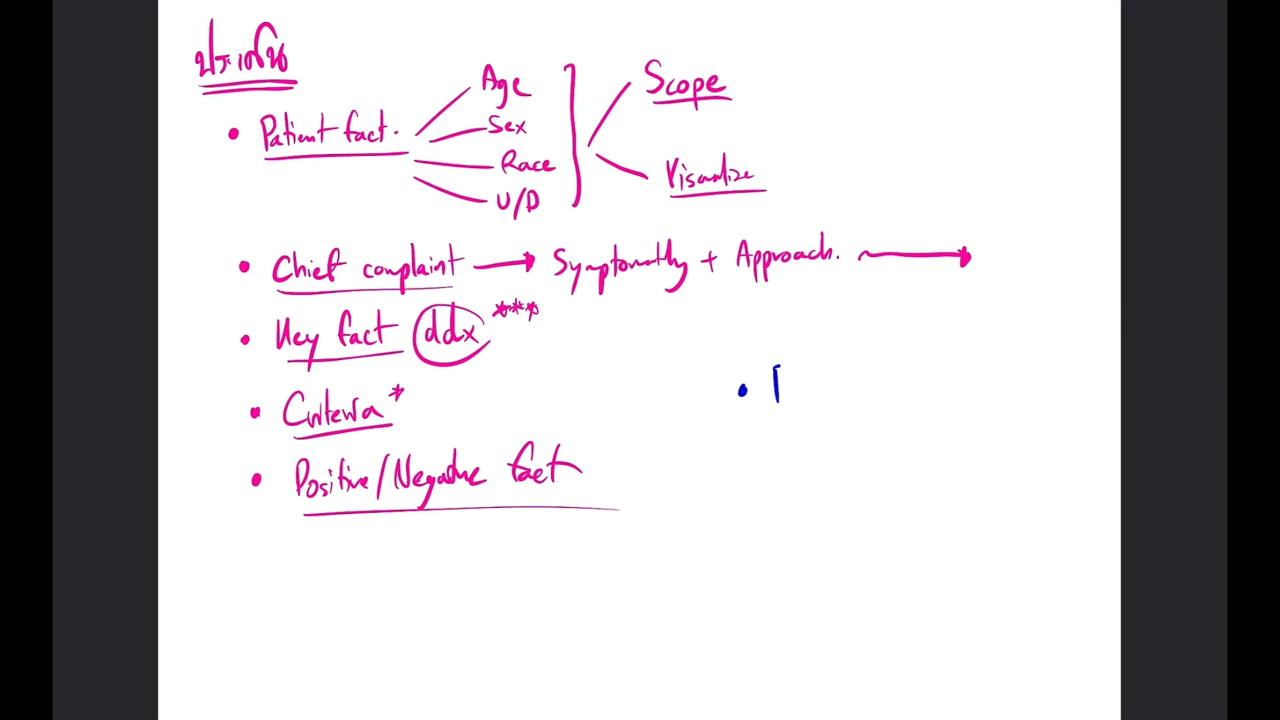 ประเด็น
• Patient fact.
Age
Sex
Race
U/D
Scope
Visualize
• Chief complaint → Symptomatly + Approach. →
• Key fact ddx ***
• Criteria *
• Positive/Negative fact
•